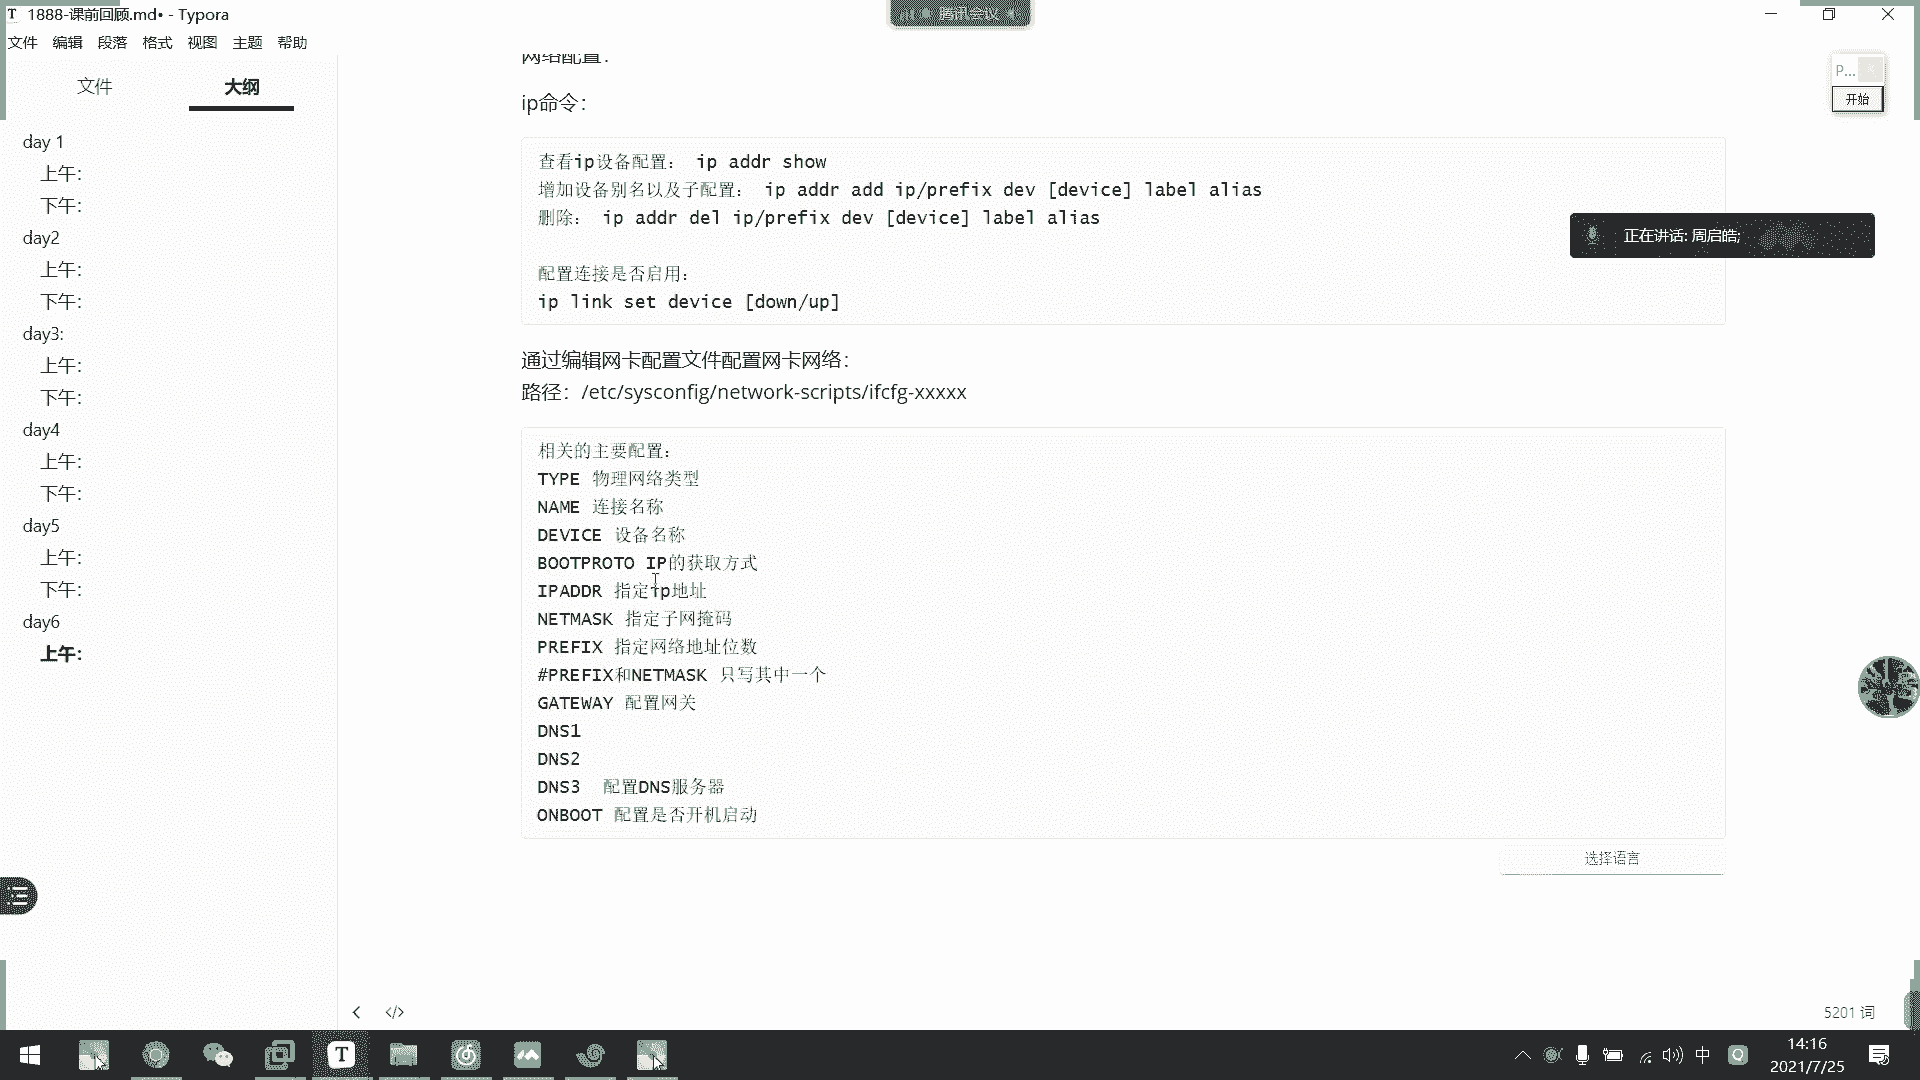 1888-课前回顾.md• - Typora
腾讯会议
文件 编辑 段落 格式 视图 主题 帮助
文件 大纲
day 1
上午：
下午：
day2
上午：
下午：
day3:
上午：
下午：
day4
上午：
下午：
day5
上午：
下午：
day6
上午：
网络配置：
ip命令：
查看ip设备配置： ip addr show
增加设备别名以及子配置： ip addr add ip/prefix dev [device] label alias
删除： ip addr del ip/prefix dev [device] label alias
配置连接是否启用：
ip link set device [down/up]
通过编辑网卡配置文件配置网卡网络：
路径：/etc/sysconfig/network-scripts/ifcfg-xxxxx
相关的主要配置：
TYPE 物理网络类型
NAME 连接名称
DEVICE 设备名称
BOOTPROTO IP的获取方式
IPADDR 指定ip地址
NETMASK 指定子网掩码
PREFIX 指定网络地址位数
#PREFIX和NETMASK 只写其中一个
GATEWAY 配置网关
DNS1
DNS2
DNS3 配置DNS服务器
ONBOOT 配置是否开机启动
选择语言
P...
开始
正在讲话: 周启皓;
5201 词
中
14:16
2021/7/25